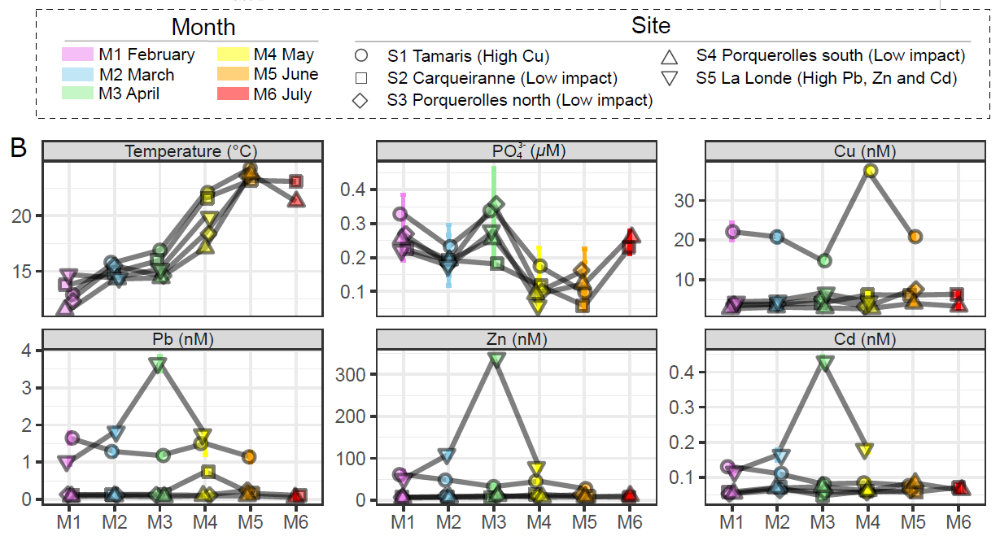 Month
Site
M1 February
M4 May
M2 March
M5 June
M3 April
M6 July
S1 Tamaris (High Cu)
S4 Porquerolles south (Low impact)
S2 Carqueiranne (Low impact)
S5 La Londe (High Pb, Zn and Cd)
S3 Porquerolles north (Low impact)
B
Temperature (°C)
PO₄³⁻ (µM)
Cu (nM)
20
15
0.4
0.3
0.2
0.1
30
20
10
Pb (nM)
Zn (nM)
Cd (nM)
4
3
2
1
0
300
200
100
0
0.4
0.3
0.2
0.1
M1 M2 M3 M4 M5 M6
M1 M2 M3 M4 M5 M6
M1 M2 M3 M4 M5 M6